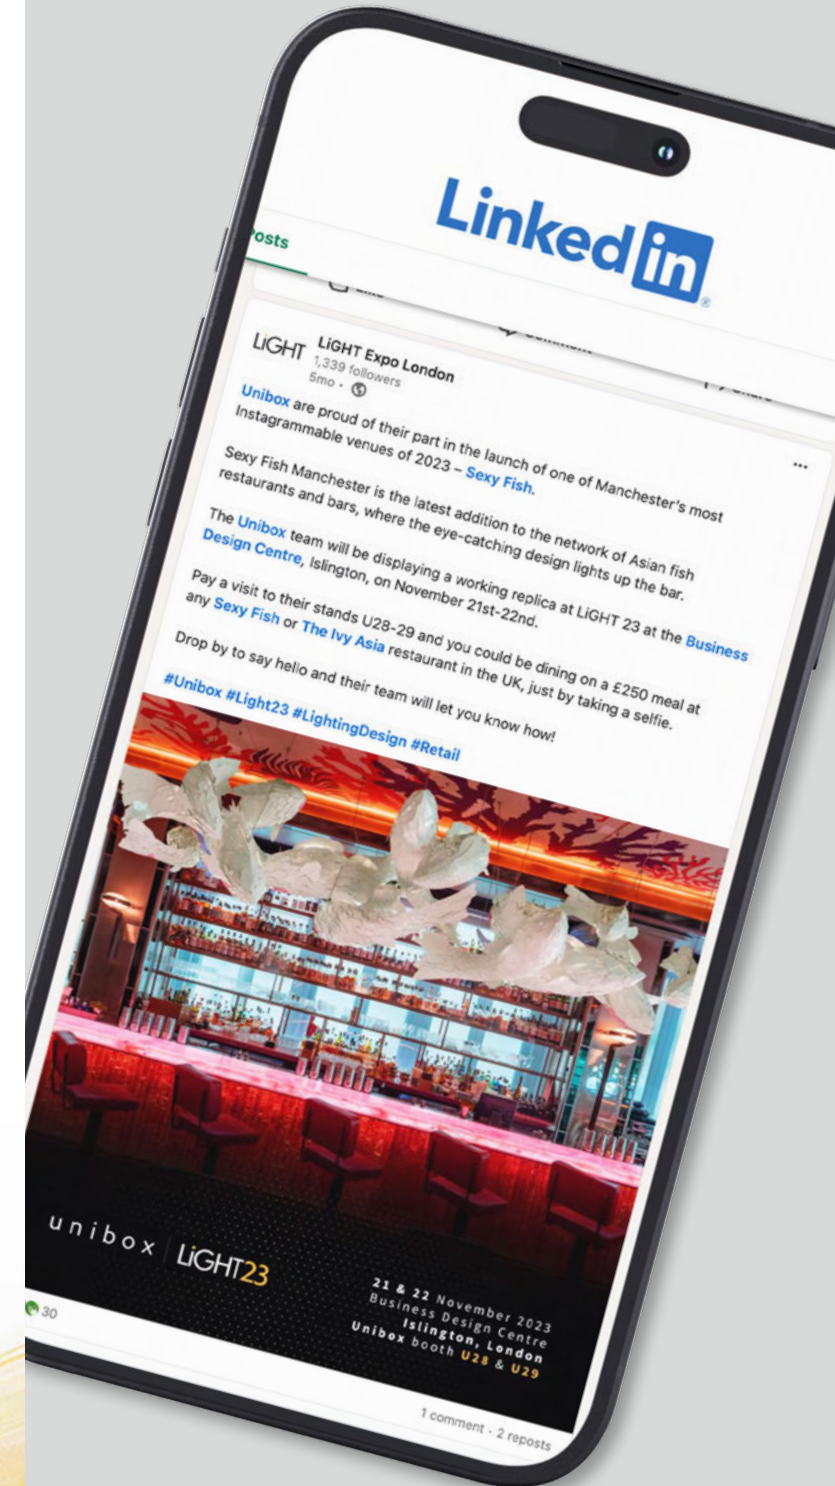 Linked in
Posts
LiGHT
LiGHT Expo London
1,339 followers
5mo •
Unibox are proud of their part in the launch of one of Manchester's most
Instagrammable venues of 2023 – Sexy Fish.
Sexy Fish Manchester is the latest addition to the network of Asian fish
restaurants and bars, where the eye-catching design lights up the bar.
The Unibox team will be displaying a working replica at LiGHT 23 at the Business
Design Centre, Islington, on November 21st-22nd.
Pay a visit to their stands U28-29 and you could be dining on a £250 meal at
any Sexy Fish or The Ivy Asia restaurant in the UK, just by taking a selfie.
Drop by to say hello and their team will let you know how!
#Unibox #Light23 #LightingDesign #Retail
unibox | LiGHT23
21 & 22 November 2023
Business Design Centre
Islington, London
Unibox booth U28 & U29
30
1 comment · 2 reposts